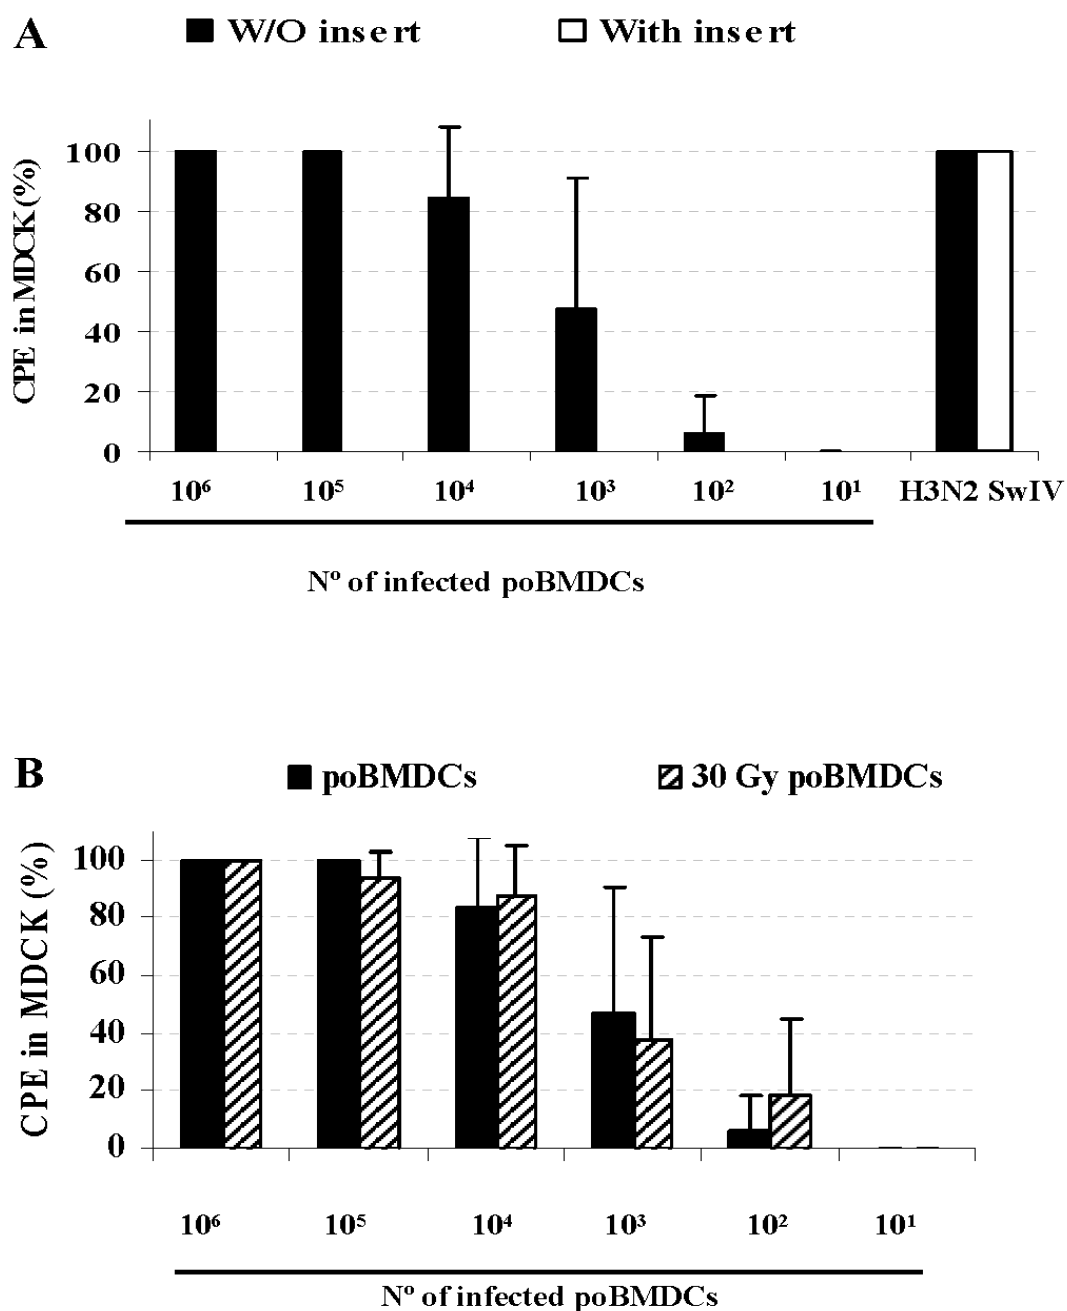 A
W/O insert With insert
CPE in MDCK (%)
100
80
60
40
20
0
10⁶ 10⁵ 10⁴ 10³ 10² 10¹ H3N2 SwIV
Nº of infected poBMDCs
B
poBMDCs 30 Gy poBMDCs
CPE in MDCK (%)
100
80
60
40
20
0
10⁶ 10⁵ 10⁴ 10³ 10² 10¹
Nº of infected poBMDCs